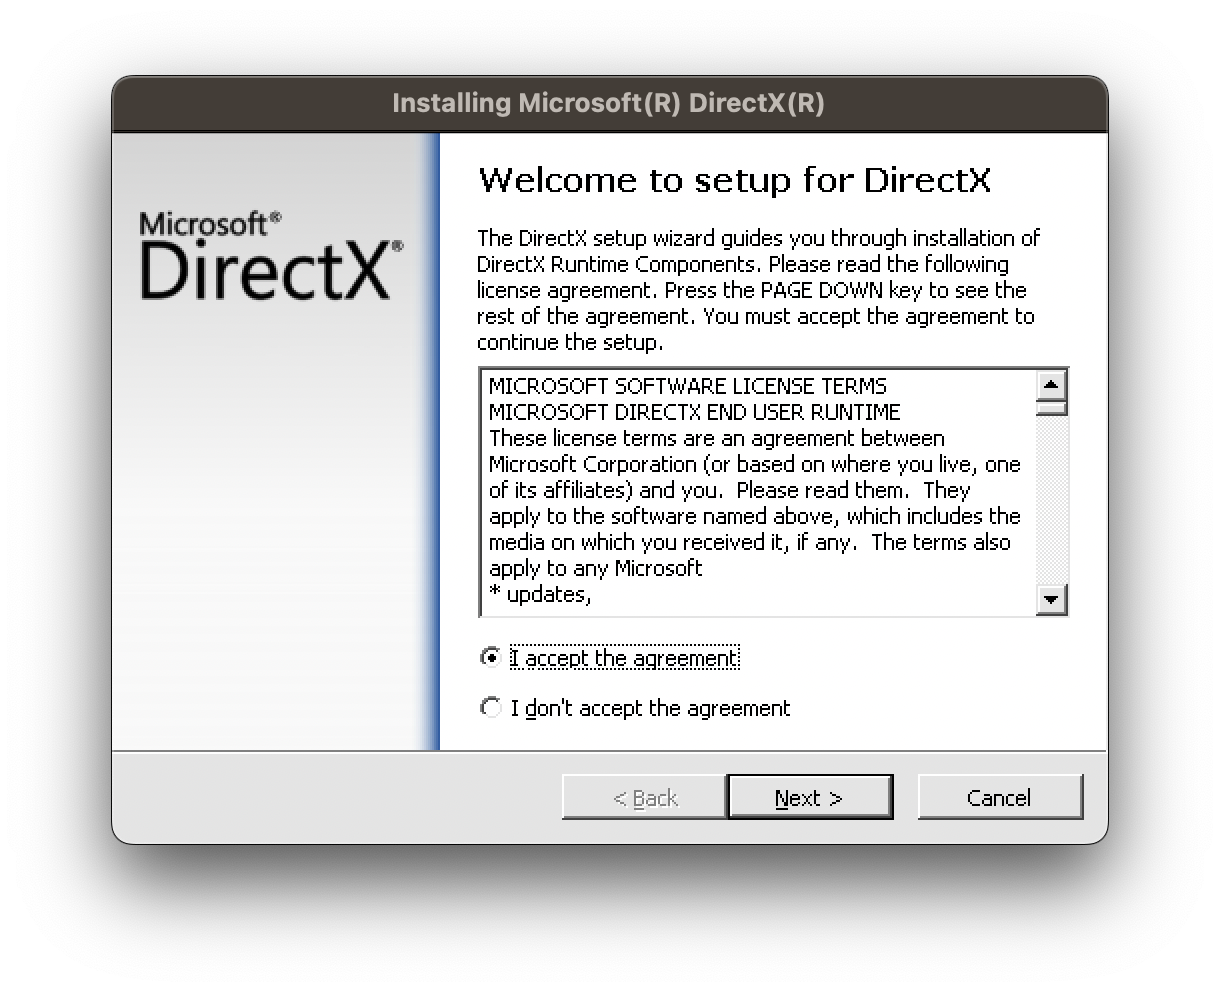 Installing Microsoft(R) DirectX(R)
Microsoft®
DirectX®
Welcome to setup for DirectX
The DirectX setup wizard guides you through installation of
DirectX Runtime Components. Please read the following
license agreement. Press the PAGE DOWN key to see the
rest of the agreement. You must accept the agreement to
continue the setup.
MICROSOFT SOFTWARE LICENSE TERMS
MICROSOFT DIRECTX END USER RUNTIME
These license terms are an agreement between
Microsoft Corporation (or based on where you live, one
of its affiliates) and you.  Please read them.  They
apply to the software named above, which includes the
media on which you received it, if any.  The terms also
apply to any Microsoft
* updates,
I accept the agreement
I don't accept the agreement
< Back
Next >
Cancel